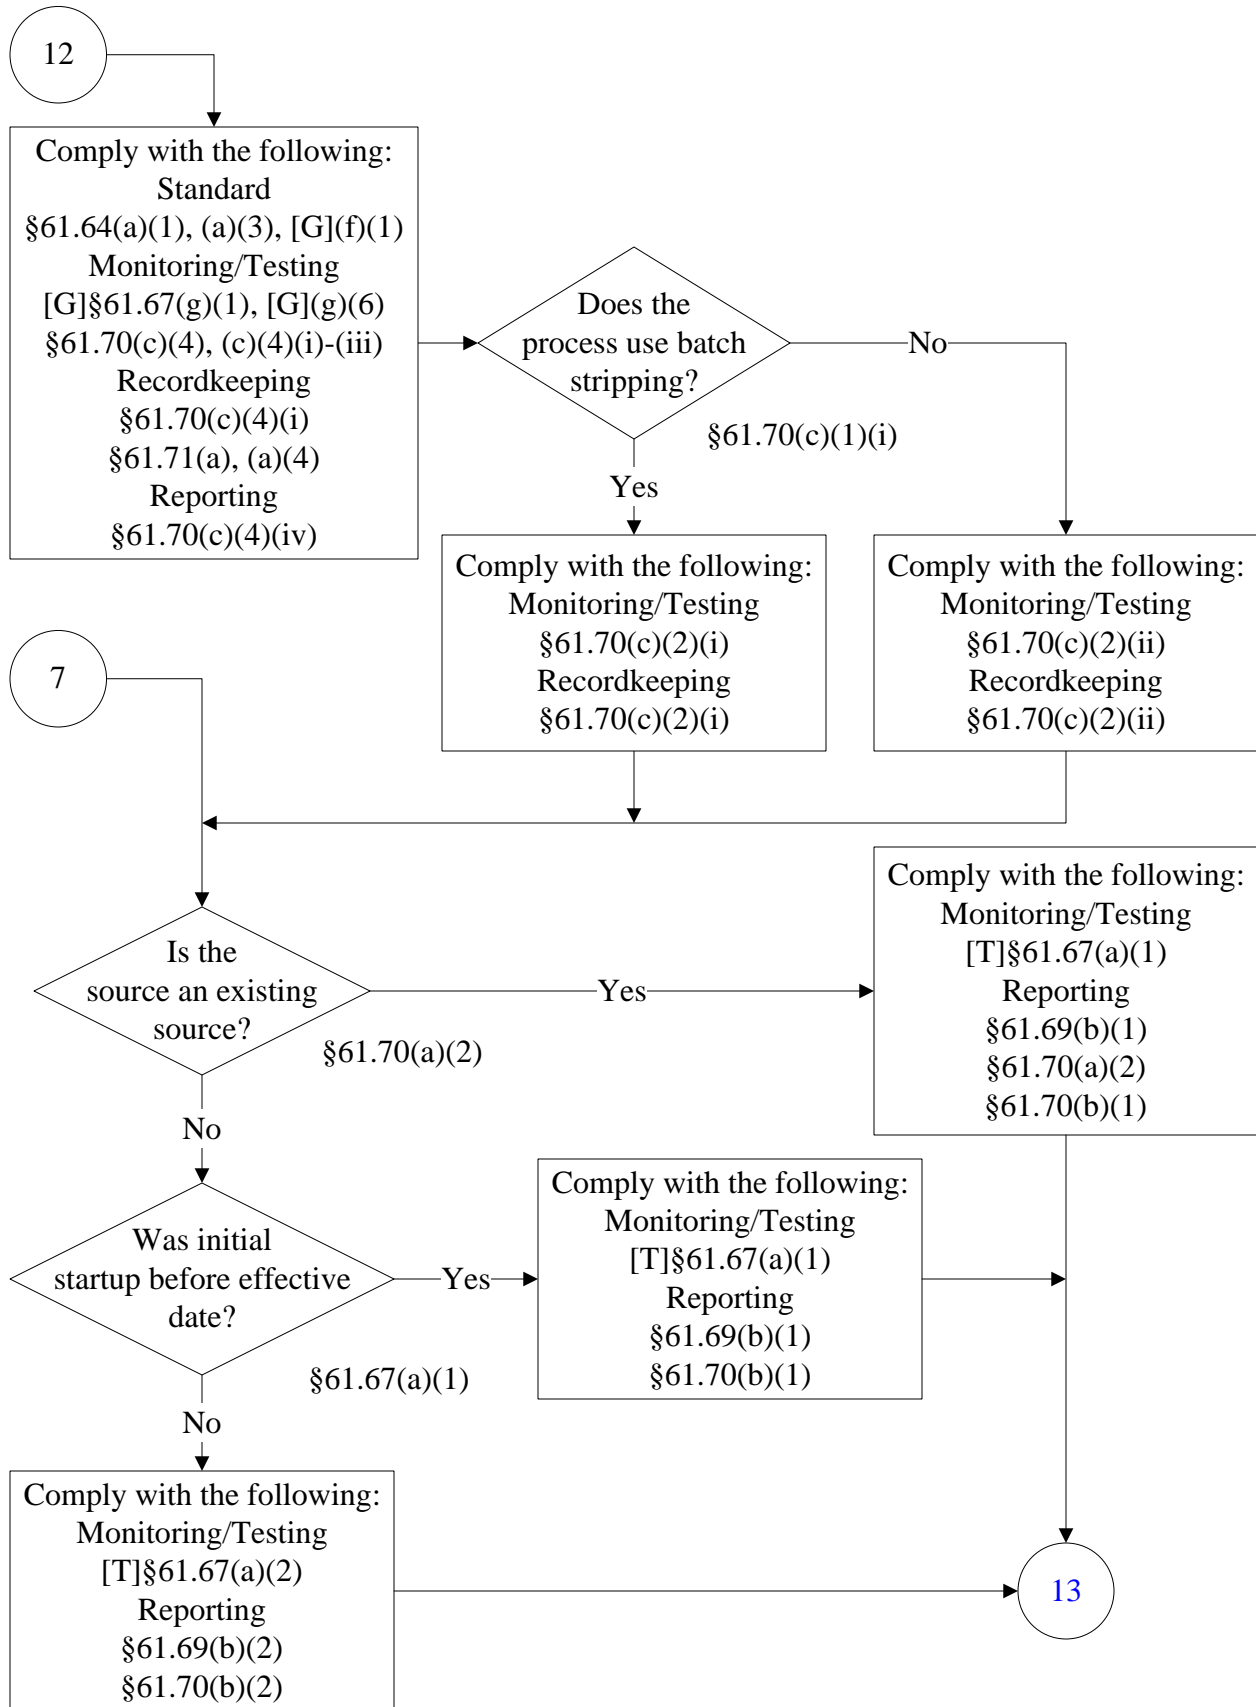 12
Comply with the following:
Standard
§61.64(a)(1), (a)(3), [G](f)(1)
Monitoring/Testing
[G]§61.67(g)(1), [G](g)(6)
§61.70(c)(4), (c)(4)(i)-(iii)
Recordkeeping
§61.70(c)(4)(i)
§61.71(a), (a)(4)
Reporting
§61.70(c)(4)(iv)
Does the
process use batch
stripping?
No
§61.70(c)(1)(i)
Yes
Comply with the following:
Monitoring/Testing
§61.70(c)(2)(i)
Recordkeeping
§61.70(c)(2)(i)
Comply with the following:
Monitoring/Testing
§61.70(c)(2)(ii)
Recordkeeping
§61.70(c)(2)(ii)
7
Is the
source an existing
source?
Yes
§61.70(a)(2)
Comply with the following:
Monitoring/Testing
[T]§61.67(a)(1)
Reporting
§61.69(b)(1)
§61.70(a)(2)
§61.70(b)(1)
No
Was initial
startup before effective
date?
Yes
§61.67(a)(1)
Comply with the following:
Monitoring/Testing
[T]§61.67(a)(1)
Reporting
§61.69(b)(1)
§61.70(b)(1)
No
Comply with the following:
Monitoring/Testing
[T]§61.67(a)(2)
Reporting
§61.69(b)(2)
§61.70(b)(2)
13